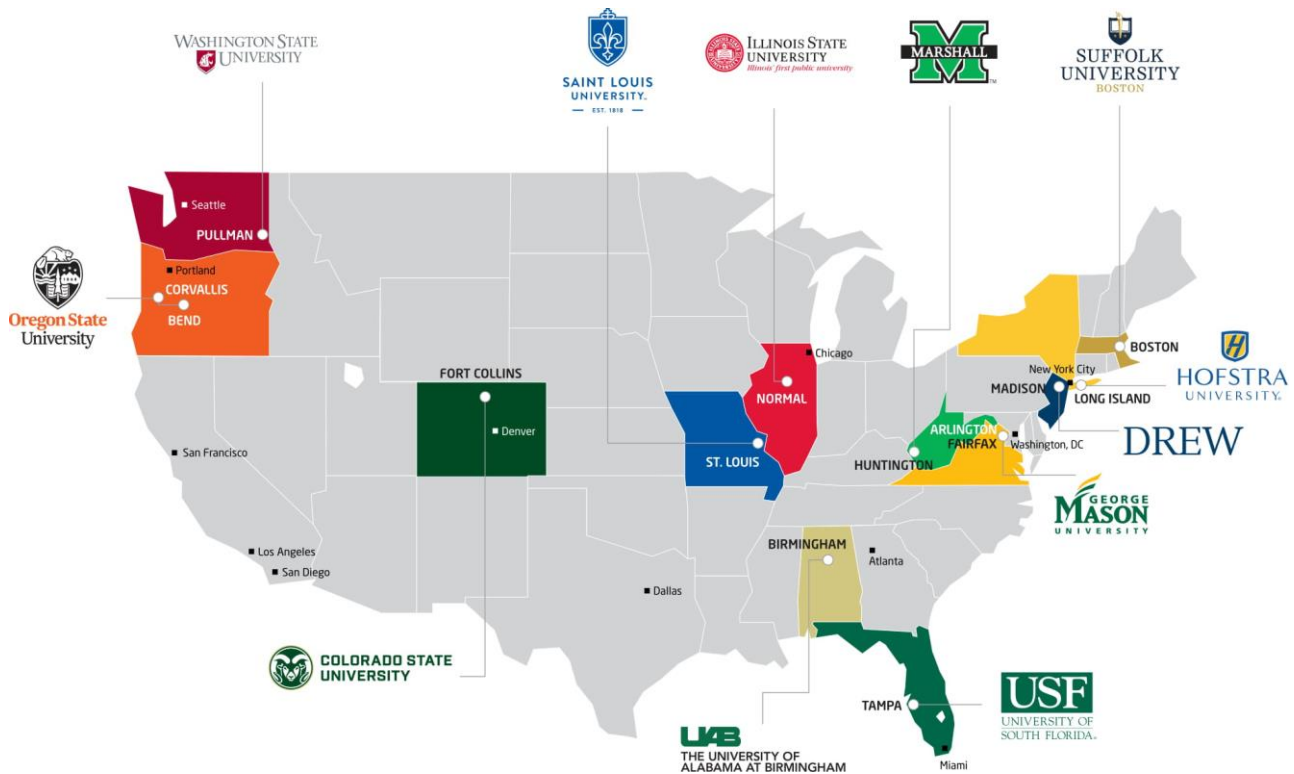 WASHINGTON STATE
UNIVERSITY
SAINT LOUIS
UNIVERSITY.
EST. 1818
ILLINOIS STATE
UNIVERSITY
Illinois' first public university
MARSHALL
M
TM
SUFFOLK
UNIVERSITY
BOSTON
Seattle
PULLMAN
Portland
CORVALLIS
BEND
Oregon State
University
FORT COLLINS
Denver
San Francisco
Los Angeles
San Diego
Chicago
NORMAL
ST. LOUIS
BOSTON
New York City
MADISON
LONG ISLAND
H
HOFSTRA
UNIVERSITY
DREW
ARLINGTON
FAIRFAX
Washington, DC
HUNTINGTON
GEORGE
MASON
UNIVERSITY
BIRMINGHAM
Atlanta
Dallas
COLORADO STATE
UNIVERSITY
TAMPA
Miami
USF
UNIVERSITY OF
SOUTH FLORIDA
UAB
THE UNIVERSITY OF
ALABAMA AT BIRMINGHAM